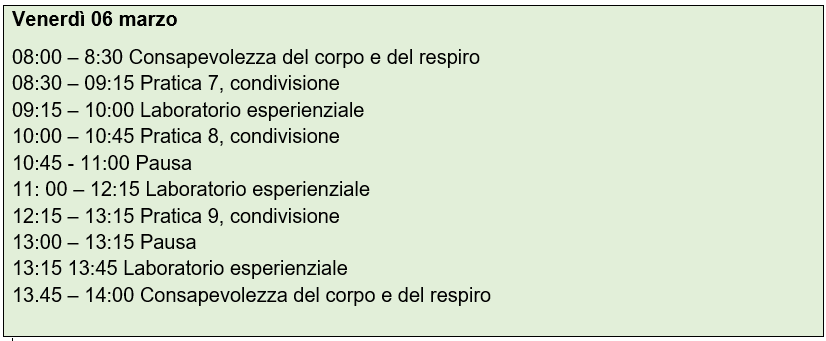 Venerdì 06 marzo
08:00 – 8:30 Consapevolezza del corpo e del respiro
08:30 – 09:15 Pratica 7, condivisione
09:15 – 10:00 Laboratorio esperienziale
10:00 – 10:45 Pratica 8, condivisione
10:45 - 11:00 Pausa
11: 00 – 12:15 Laboratorio esperienziale
12:15 – 13:15 Pratica 9, condivisione
13:00 – 13:15 Pausa
13:15 13:45 Laboratorio esperienziale
13.45 – 14:00 Consapevolezza del corpo e del respiro